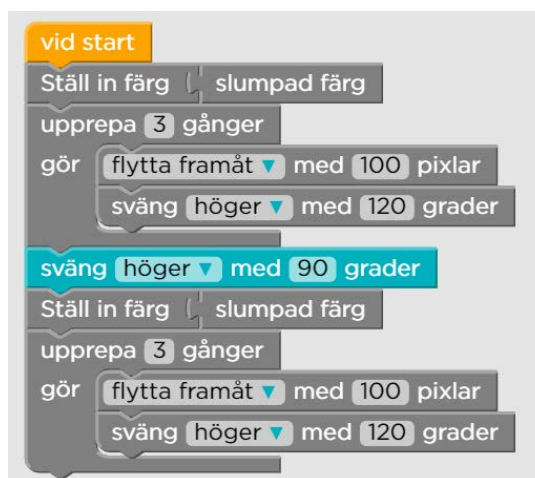 vid start
Ställ in färg slumpad färg
upprepa 3 gånger
gör flytta framåt ▼ med 100 pixlar
sväng höger ▼ med 120 grader
sväng höger ▼ med 90 grader
Ställ in färg slumpad färg
upprepa 3 gånger
gör flytta framåt ▼ med 100 pixlar
sväng höger ▼ med 120 grader